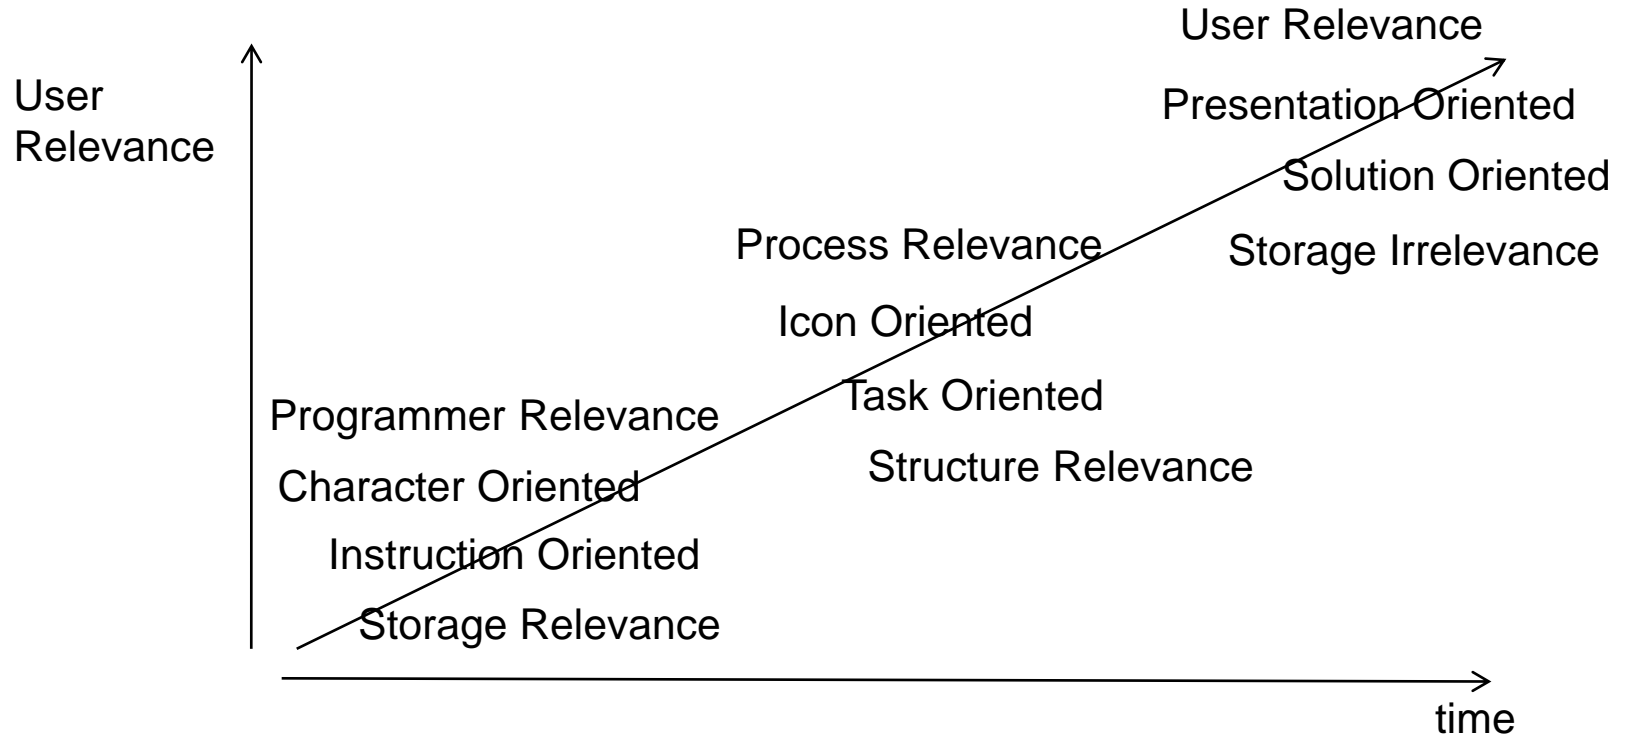 User Relevance
User
Relevance
Presentation Oriented
Solution Oriented
Storage Irrelevance
Process Relevance
Icon Oriented
Task Oriented
Structure Relevance
Programmer Relevance
Character Oriented
Instruction Oriented
Storage Relevance
time